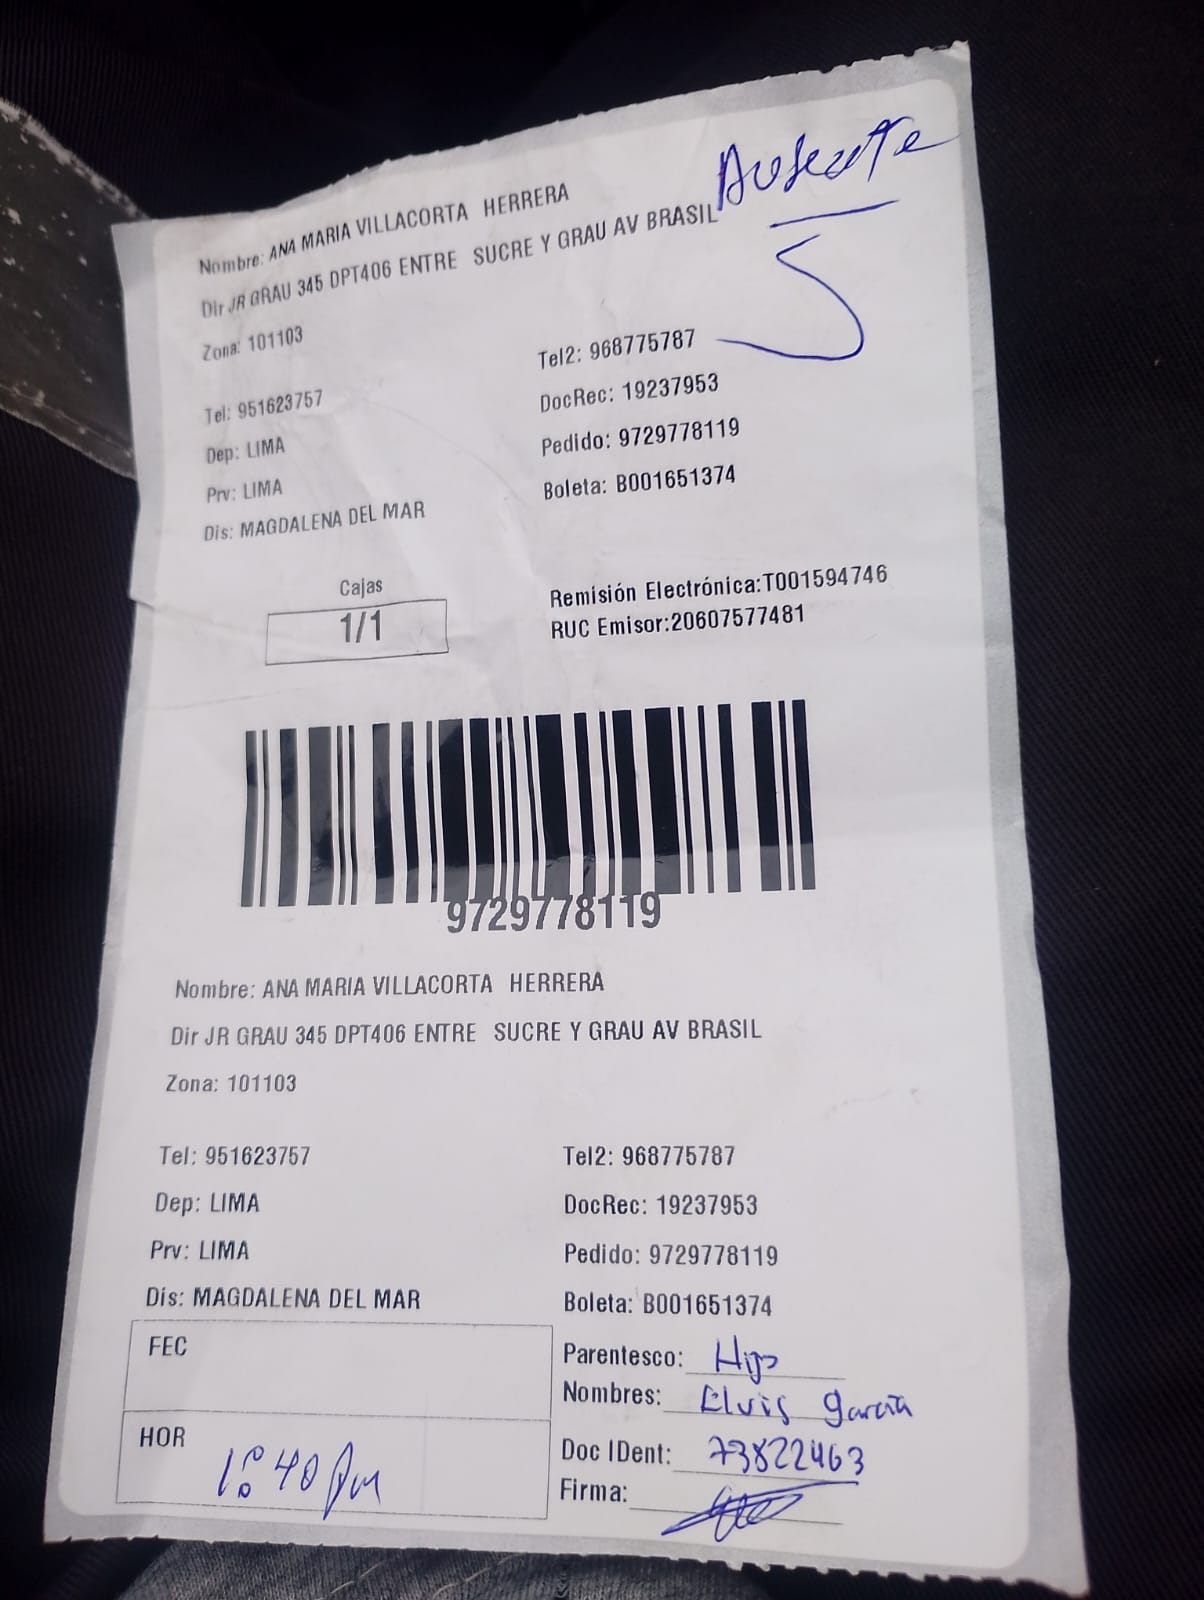 Ausente
Nombre: ANA MARIA VILLACORTA HERRERA
Dir JR GRAU 345 DPT406 ENTRE SUCRE Y GRAU AV BRASIL
5
Zona: 101103
Tel2: 968775787
Tel: 951623757
DocRec: 19237953
Dep: LIMA
Pedido: 9729778119
Prv: LIMA
Boleta: B001651374
Dis: MAGDALENA DEL MAR
Cajas
1/1
Remisión Electrónica:T001594746
RUC Emisor:20607577481
9729778119
Nombre: ANA MARIA VILLACORTA HERRERA
Dir JR GRAU 345 DPT406 ENTRE SUCRE Y GRAU AV BRASIL
Zona: 101103
Tel: 951623757 Tel2: 968775787
Dep: LIMA DocRec: 19237953
Prv: LIMA Pedido: 9729778119
Dis: MAGDALENA DEL MAR Boleta: B001651374
FEC
Parentesco: Hijo
Nombres: Elvis garcia
HOR
1:40 pm
Doc IDent: 73822463
Firma: